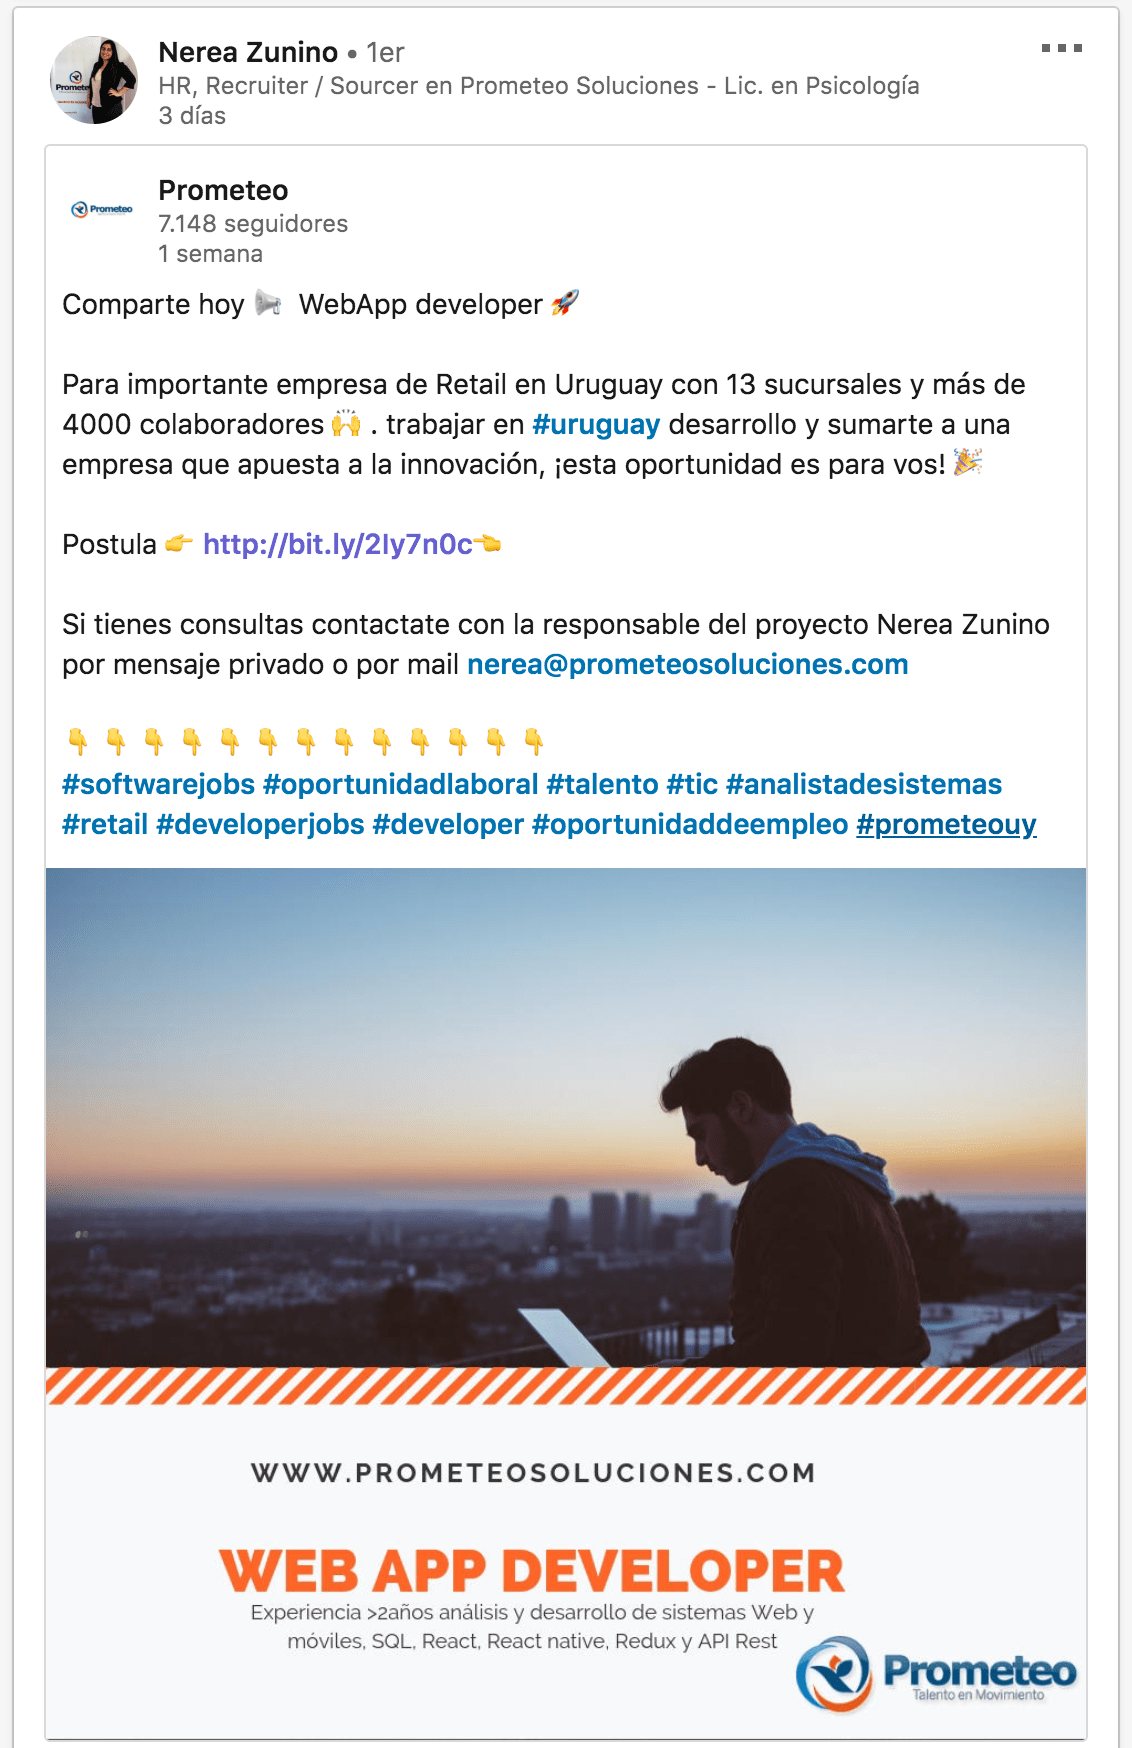 Nerea Zunino • 1er
HR, Recruiter / Sourcer en Prometeo Soluciones - Lic. en Psicología
3 días
Prometeo
Prometeo
Prometeo
7.148 seguidores
1 semana
Comparte hoy 📢 WebApp developer 🚀
Para importante empresa de Retail en Uruguay con 13 sucursales y más de
4000 colaboradores 🙌 . trabajar en #uruguay desarrollo y sumarte a una
empresa que apuesta a la innovación, ¡esta oportunidad es para vos! 🎉
Postula 👉 http://bit.ly/2Iy7n0c👈
Si tienes consultas contactate con la responsable del proyecto Nerea Zunino
por mensaje privado o por mail nerea@prometeosoluciones.com
👇 👇 👇 👇 👇 👇 👇 👇 👇 👇 👇 👇 👇
#softwarejobs #oportunidadlaboral #talento #tic #analistadesistemas
#retail #developerjobs #developer #oportunidaddeempleo #prometeouy
WWW.PROMETEOSOLUCIONES.COM
WEB APP DEVELOPER
Experiencia >2años análisis y desarrollo de sistemas Web y
móviles, SQL, React, React native, Redux y API Rest
Prometeo
Talento en Movimiento